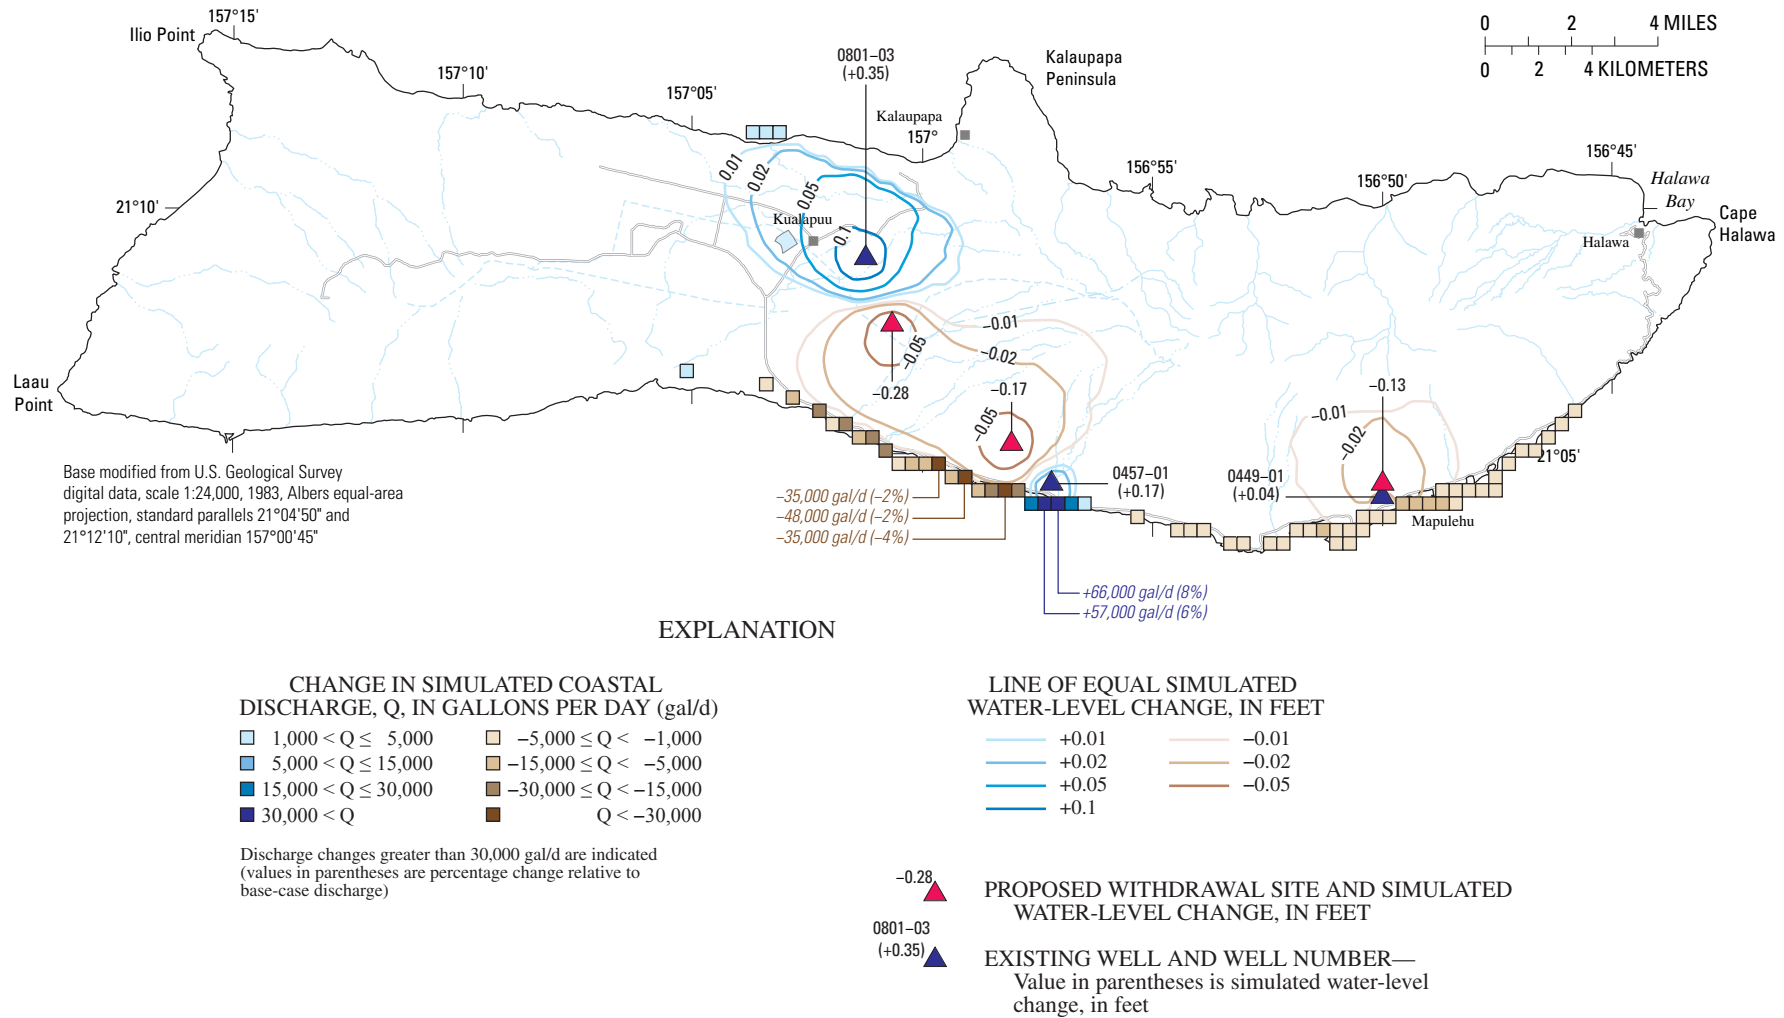 157°15'
Ilio Point
157°10'
157°05'
0801–03
(+0.35)
Kalaupapa
157°
Kalaupapa
Peninsula
0 2 4 MILES
0 2 4 KILOMETERS
156°55'
156°50'
156°45'
Halawa
Bay
Cape
Halawa
Halawa
21°10'
0.01
0.02
0.05
0.1
Kualapuu
–0.01
–0.02
–0.05
–0.28
–0.17
–0.05
–0.13
–0.01
–0.02
Laau
Point
21°05'
0457–01
(+0.17)
0449–01
(+0.04)
Mapulehu
Base modified from U.S. Geological Survey
digital data, scale 1:24,000, 1983, Albers equal-area
projection, standard parallels 21°04'50" and
21°12'10", central meridian 157°00'45"
–35,000 gal/d (–2%)
–48,000 gal/d (–2%)
–35,000 gal/d (–4%)
+66,000 gal/d (8%)
+57,000 gal/d (6%)
EXPLANATION
CHANGE IN SIMULATED COASTAL
DISCHARGE, Q, IN GALLONS PER DAY (gal/d)
1,000 < Q ≤ 5,000
5,000 < Q ≤ 15,000
15,000 < Q ≤ 30,000
30,000 < Q
–5,000 ≤ Q < –1,000
–15,000 ≤ Q < –5,000
–30,000 ≤ Q < –15,000
Q < –30,000
Discharge changes greater than 30,000 gal/d are indicated
(values in parentheses are percentage change relative to
base-case discharge)
LINE OF EQUAL SIMULATED
WATER-LEVEL CHANGE, IN FEET
+0.01
+0.02
+0.05
+0.1
–0.01
–0.02
–0.05
–0.28
PROPOSED WITHDRAWAL SITE AND SIMULATED
WATER-LEVEL CHANGE, IN FEET
0801–03
(+0.35)
EXISTING WELL AND WELL NUMBER—
Value in parentheses is simulated water-level
change, in feet